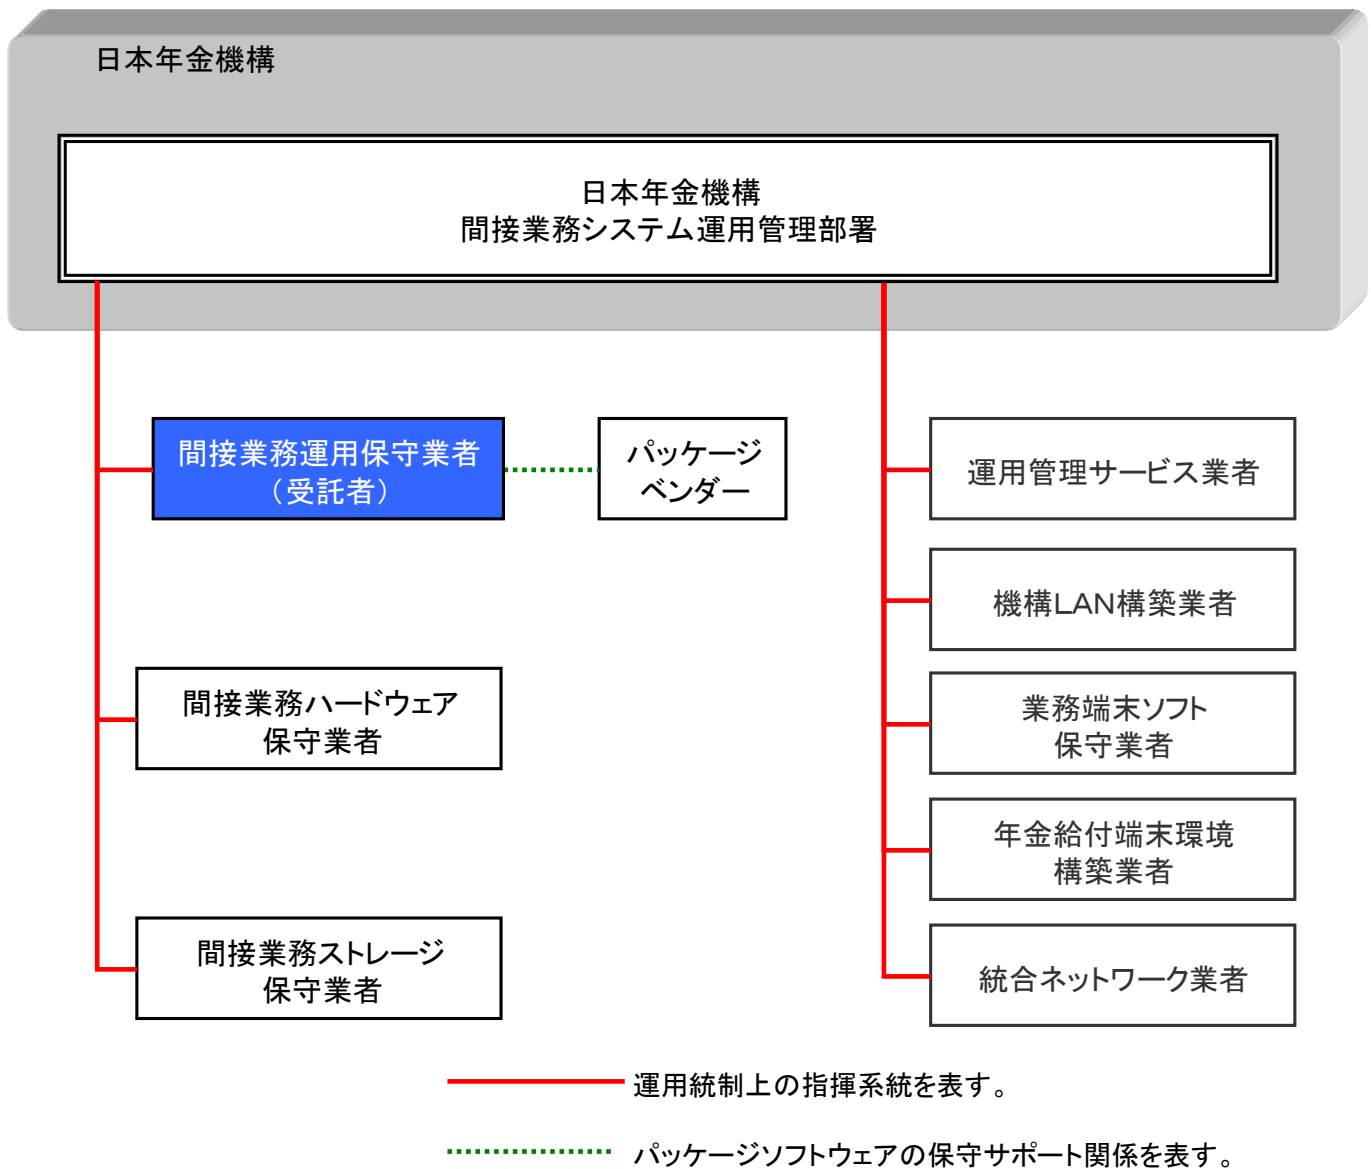 日本年金機構
日本年金機構
間接業務システム運用管理部署
間接業務運用保守業者
（受託者）
パッケージ
ベンダー
運用管理サービス業者
機構LAN構築業者
間接業務ハードウェア
保守業者
業務端末ソフト
保守業者
年金給付端末環境
構築業者
間接業務ストレージ
保守業者
統合ネットワーク業者
運用統制上の指揮系統を表す。
パッケージソフトウェアの保守サポート関係を表す。